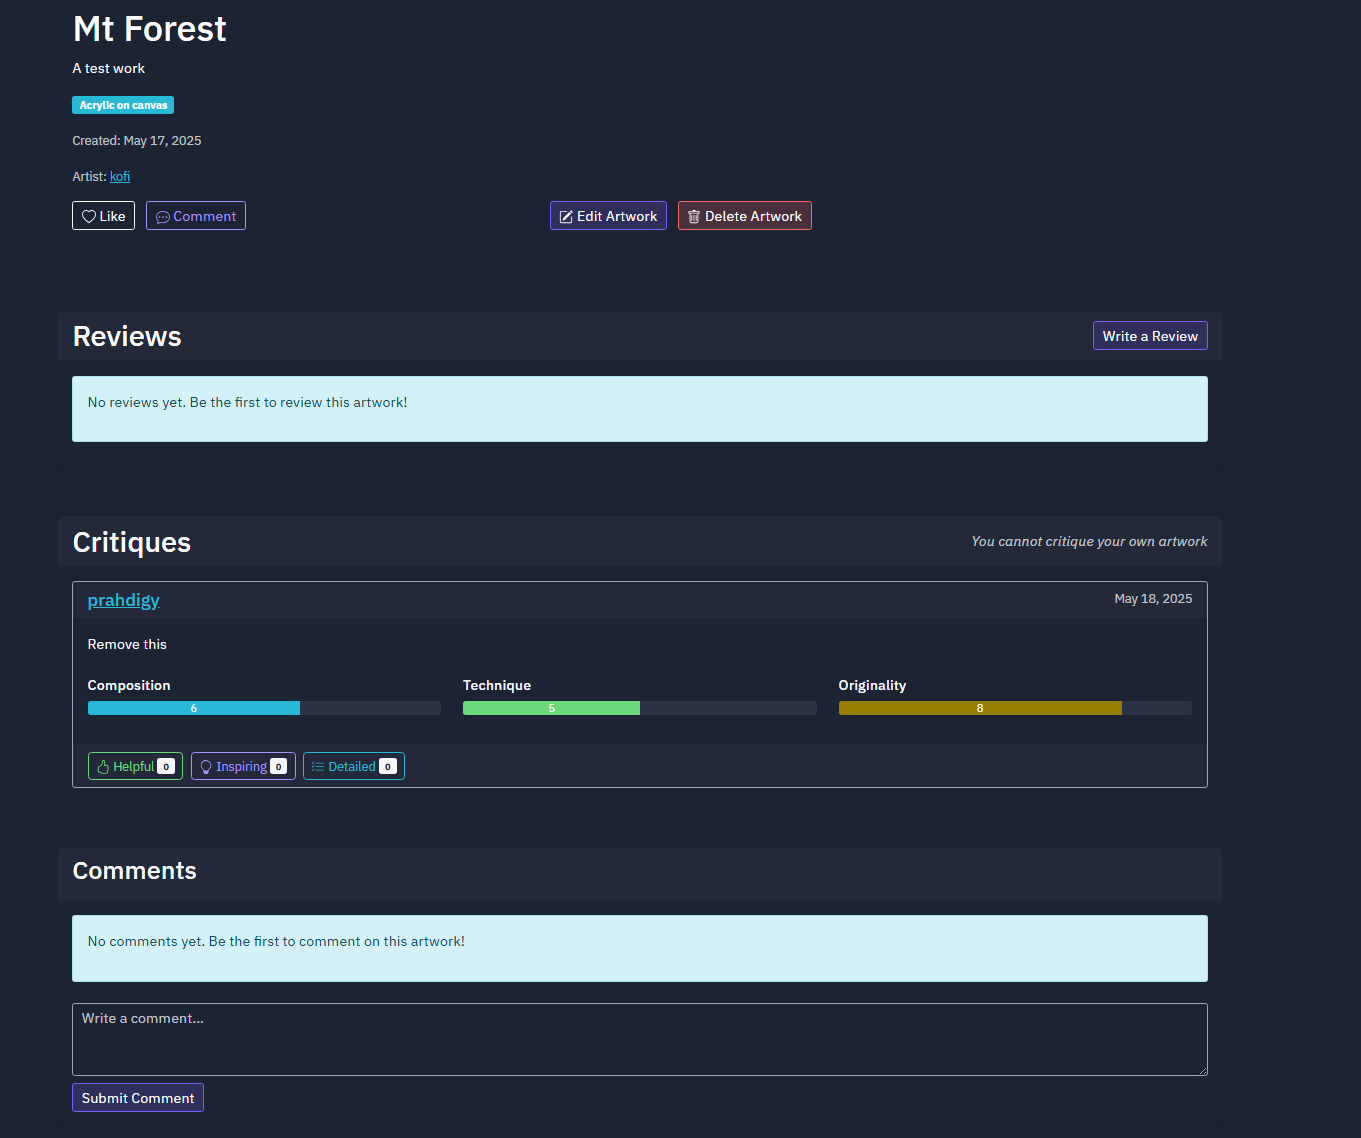 Mt Forest
A test work
Acrylic on canvas
Created: May 17, 2025
Artist: kofi
Like Comment Edit Artwork Delete Artwork
Reviews Write a Review
No reviews yet. Be the first to review this artwork!
Critiques You cannot critique your own artwork
prahdigy May 18, 2025
Remove this
Composition Technique Originality
6 5 8
Helpful 0 Inspiring 0 Detailed 0
Comments
No comments yet. Be the first to comment on this artwork!
Write a comment...
Submit Comment